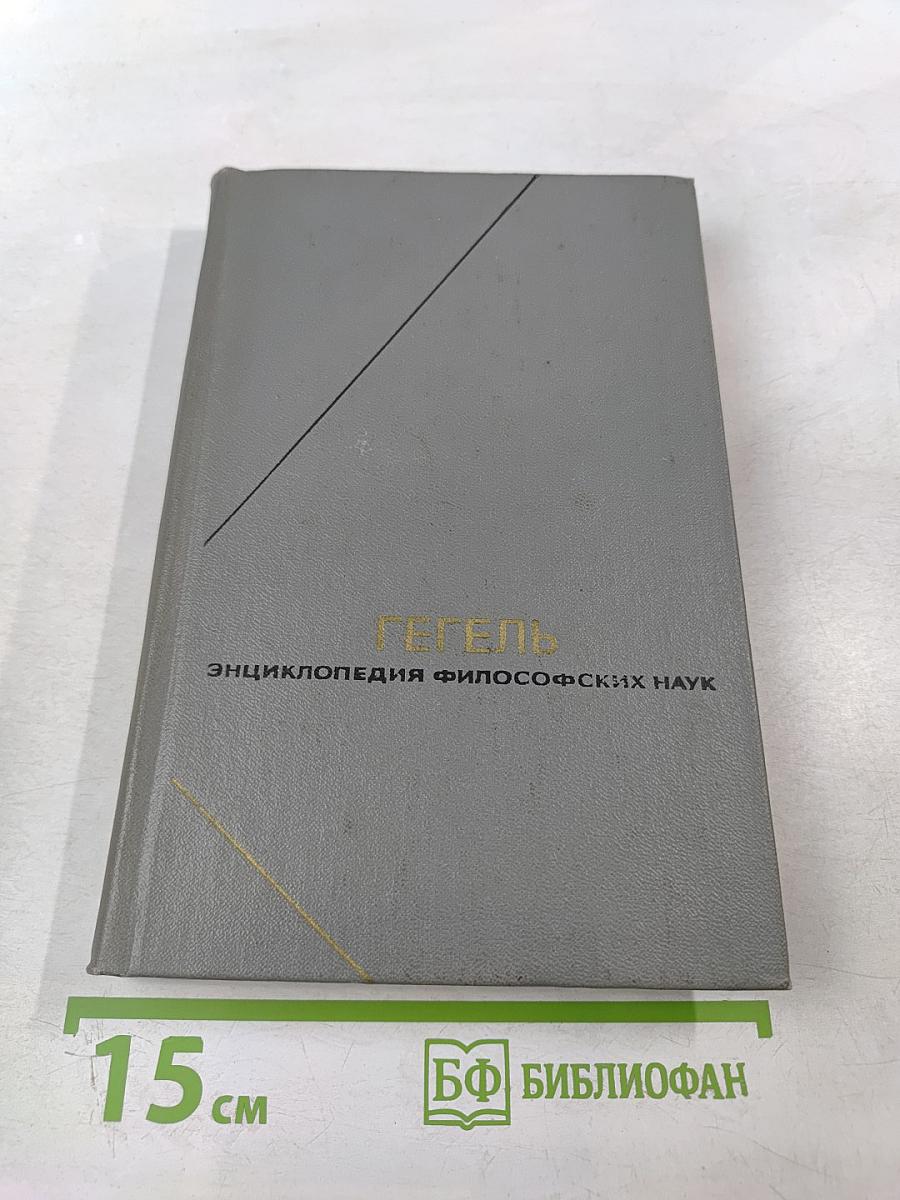 ГЕГЕЛЬ
ЭНЦИКЛОПЕДИЯ ФИЛОСОФСКИХ НАУК
15 см
БФ БИБЛИОФАН